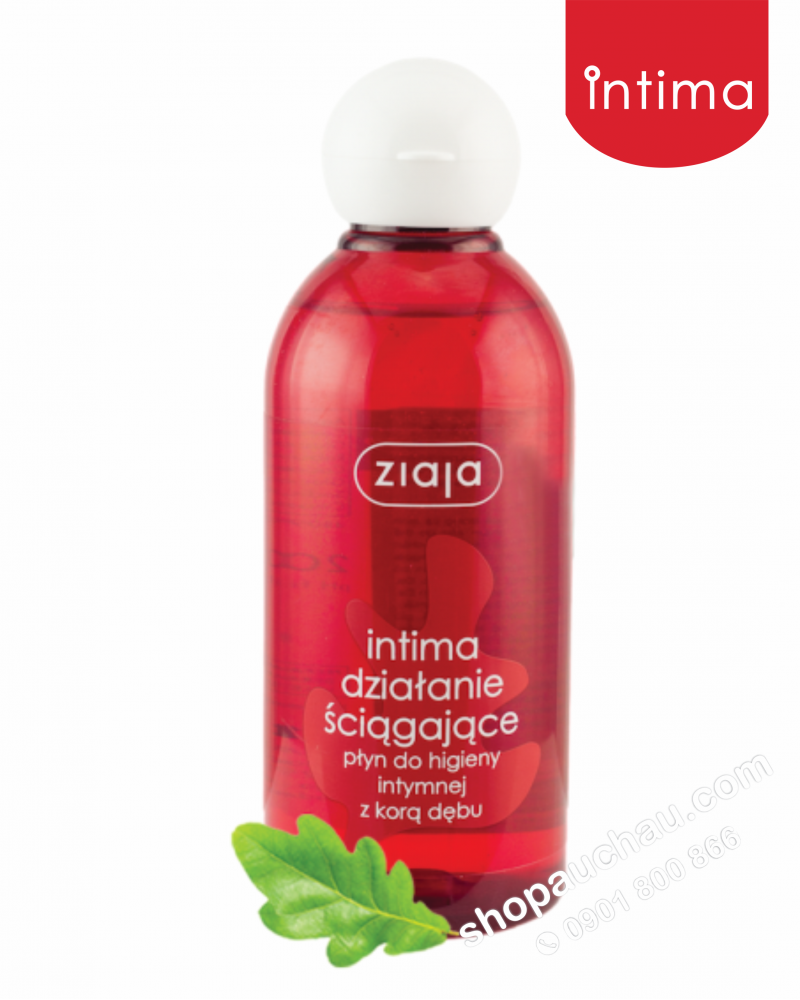 intima
ziaja
intima
działanie
ściągające
płyn do higieny
intymnej
z korą dębu
shopauchau.com
0901 800 866